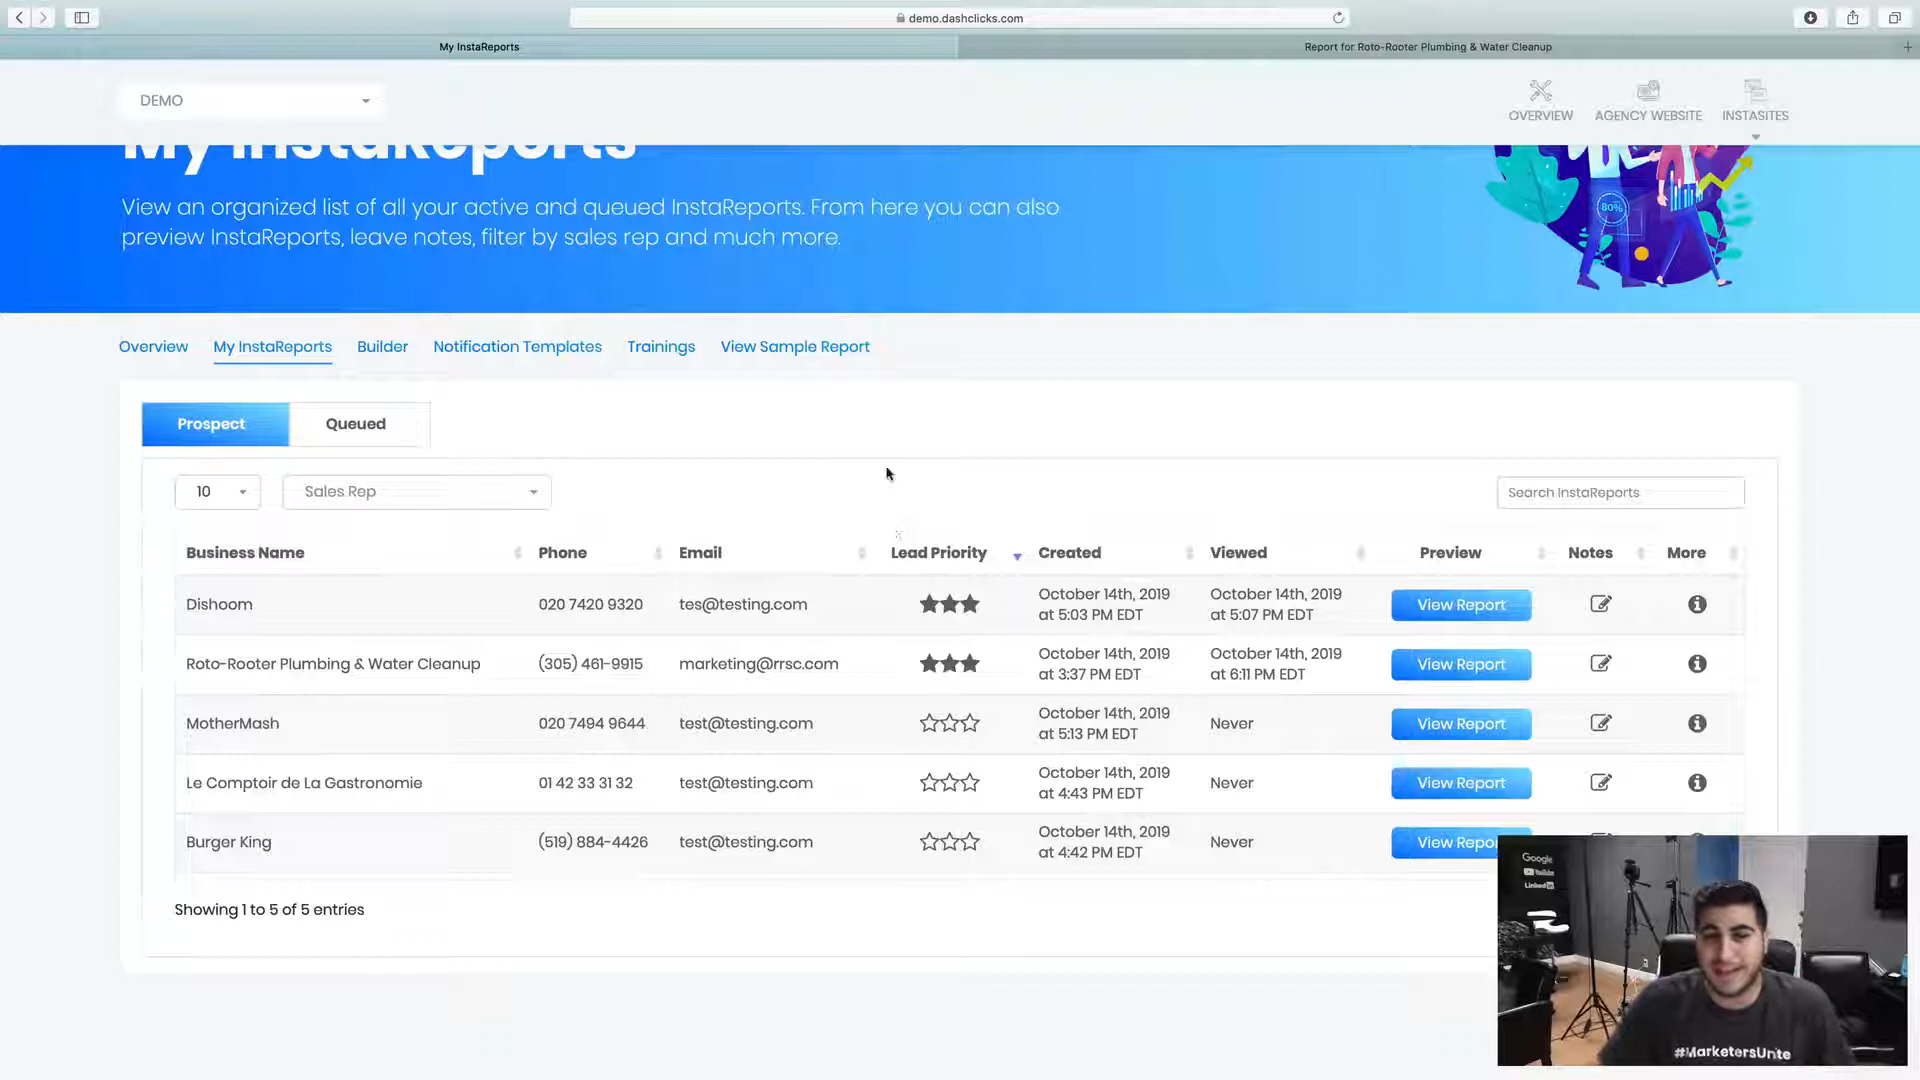 demo.dashclicks.com
My InstaReports
Report for Roto-Rooter Plumbing & Water Cleanup
DEMO
OVERVIEW
AGENCY WEBSITE
INSTASITES
My InstaReports
View an organized list of all your active and queued InstaReports. From here you can also
preview InstaReports, leave notes, filter by sales rep and much more.
80%
Overview
My InstaReports
Builder
Notification Templates
Trainings
View Sample Report
Prospect
Queued
10
Sales Rep
Search InstaReports
Business Name Phone Email Lead Priority Created Viewed Preview Notes More
Dishoom 020 7420 9320 tes@testing.com October 14th, 2019 October 14th, 2019 View Report
at 5:03 PM EDT at 5:07 PM EDT
Roto-Rooter Plumbing & Water Cleanup (305) 461-9915 marketing@rrsc.com October 14th, 2019 October 14th, 2019 View Report
at 3:37 PM EDT at 6:11 PM EDT
MotherMash 020 7494 9644 test@testing.com October 14th, 2019 Never View Report
at 5:13 PM EDT
Le Comptoir de La Gastronomie 01 42 33 31 32 test@testing.com October 14th, 2019 Never View Report
at 4:43 PM EDT
Burger King (519) 884-4426 test@testing.com October 14th, 2019 Never View Repo
at 4:42 PM EDT
Showing 1 to 5 of 5 entries
Google
YouTube
Linkedin
#MarketersUnite